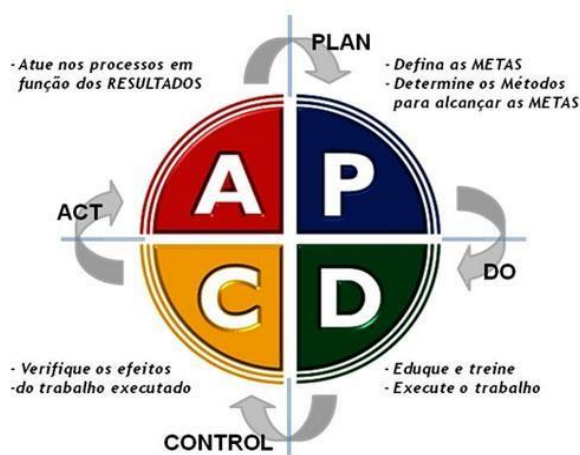 PLAN
- Atue nos processos em
função dos RESULTADOS
- Defina as METAS
- Determine os Métodos
para alcançar as METAS
A
P
ACT
DO
C
D
- Verifique os efeitos
-do trabalho executado
- Eduque e treine
- Execute o trabalho
CONTROL